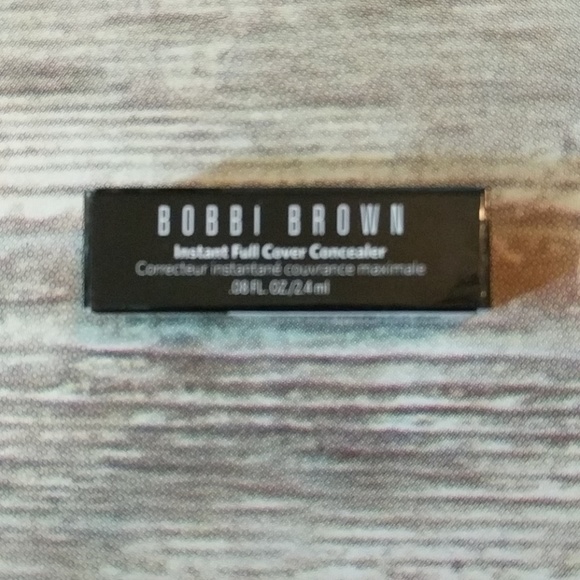 BOBBI BROWN
Instant Full Cover Concealer
Correcteur instantané couvrance maximale
.08 FL. OZ./2.4 ml